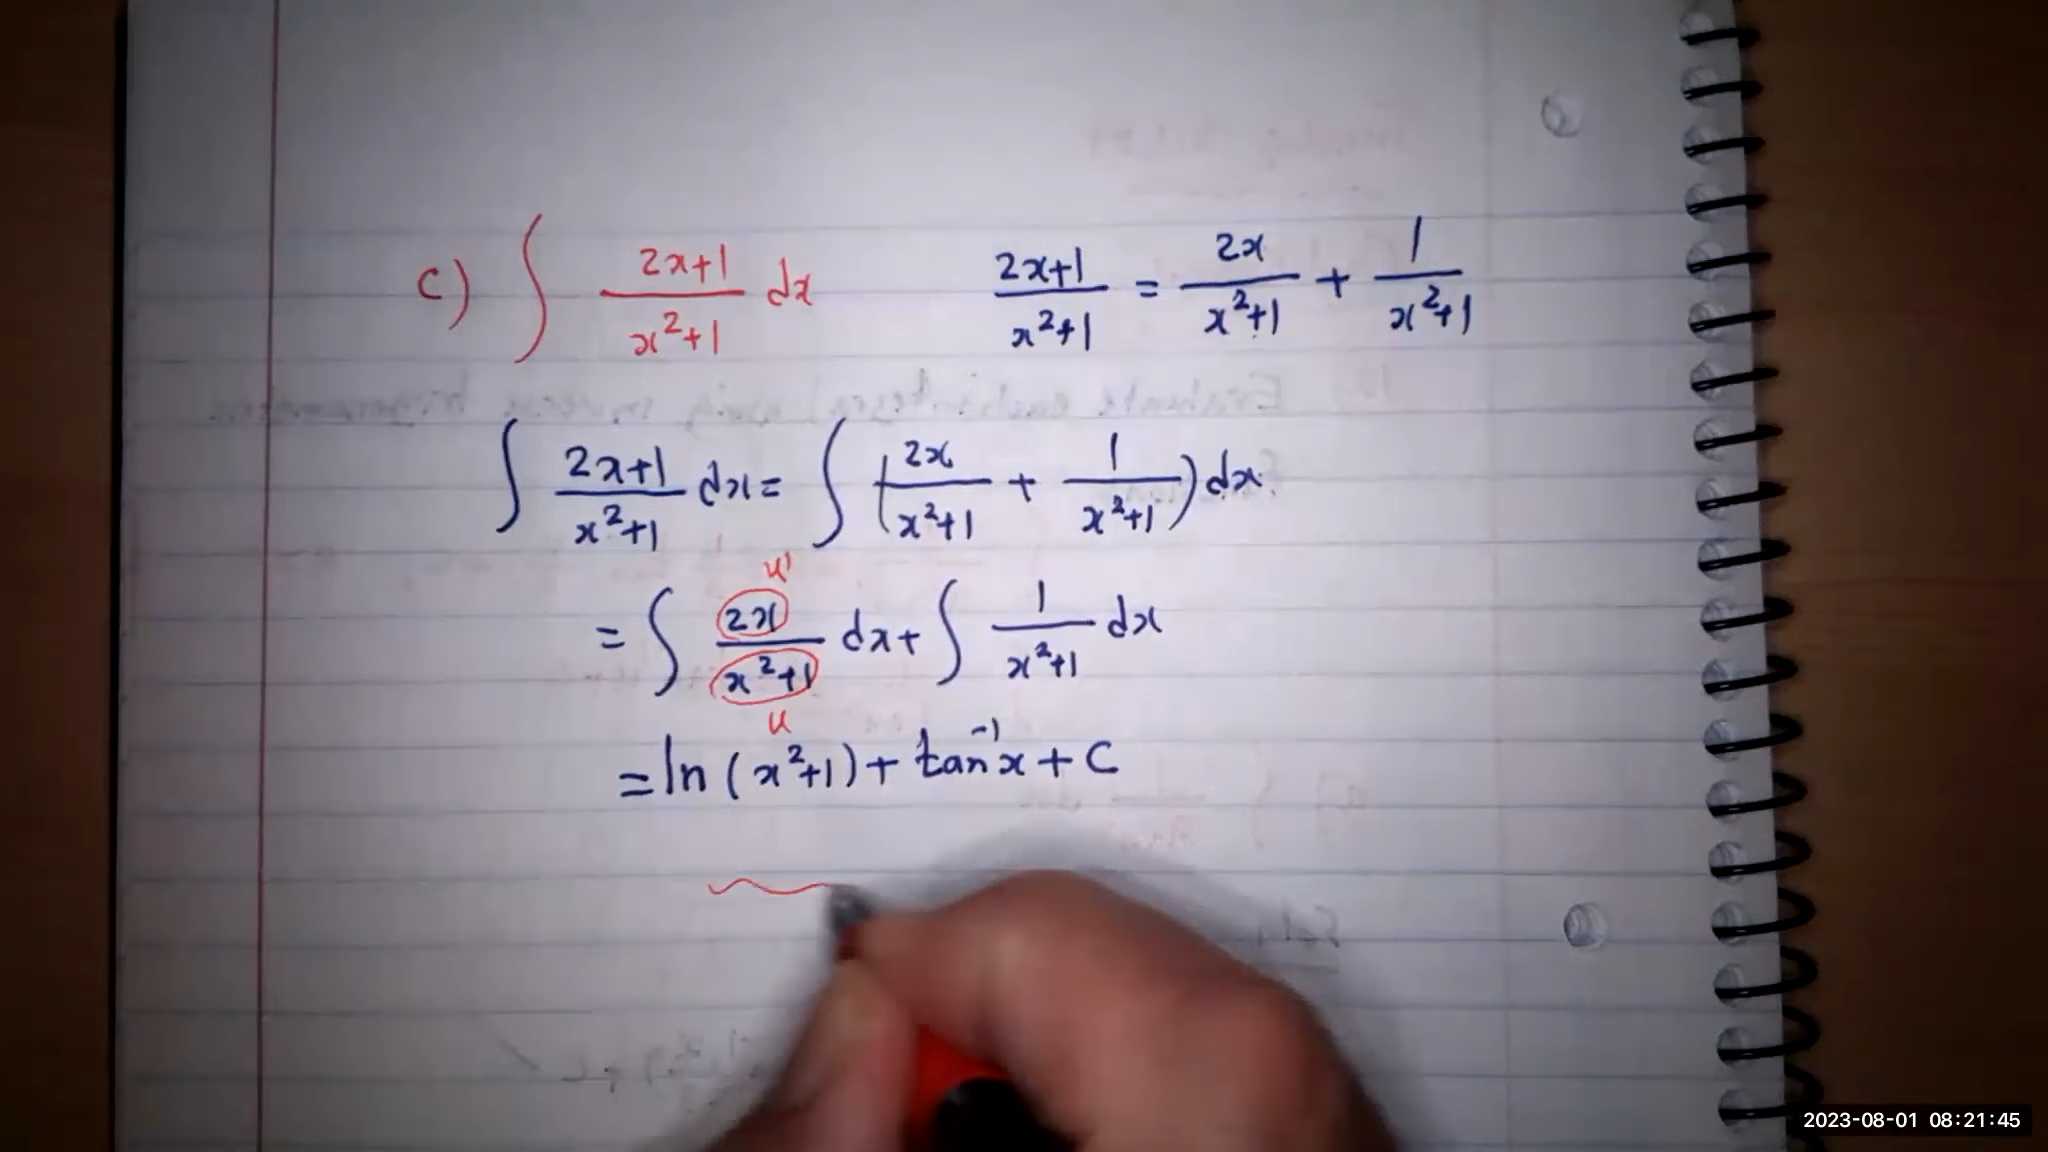 c) ∫ (2x+1)/(x²+1) dx    (2x+1)/(x²+1) = 2x/(x²+1) + 1/(x²+1)
∫ (2x+1)/(x²+1) dx = ∫ (2x/(x²+1) + 1/(x²+1)) dx
u'
= ∫ 2x/(x²+1) dx + ∫ 1/(x²+1) dx
u
= ln (x²+1) + tan⁻¹x + C
2023-08-01 08:21:45